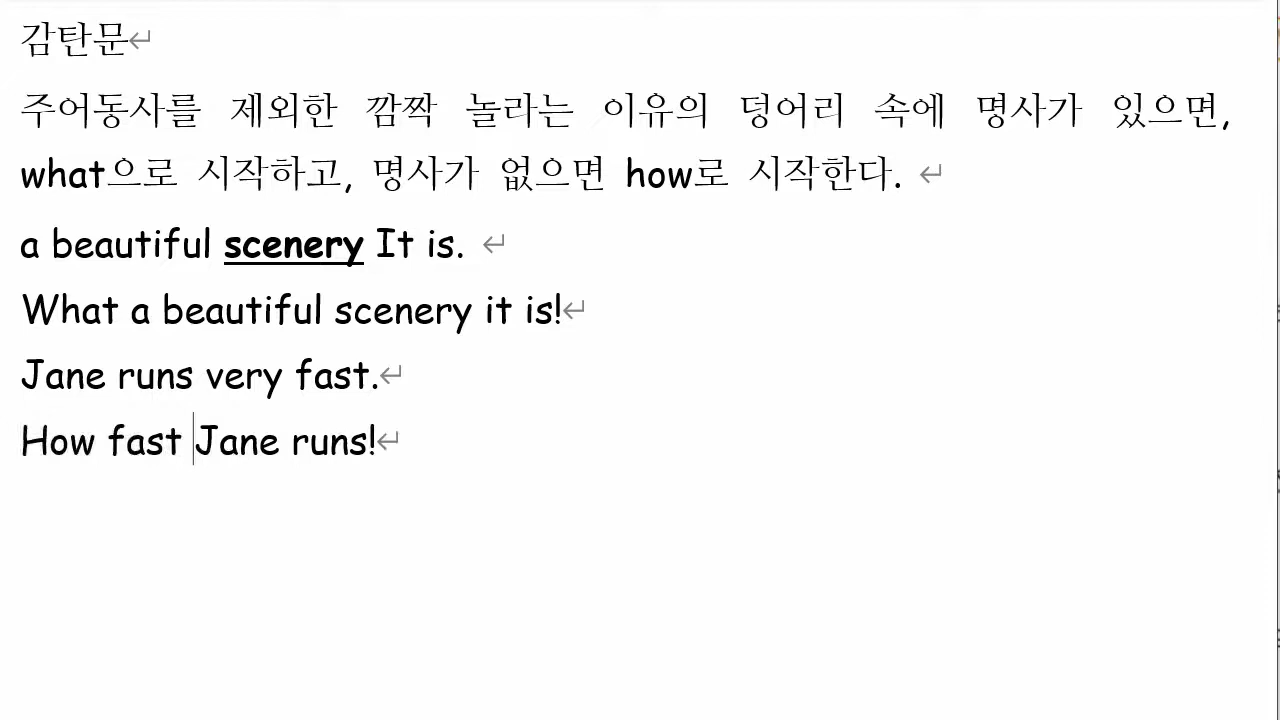 감탄문
주어동사를 제외한 깜짝 놀라는 이유의 덩어리 속에 명사가 있으면,
what으로 시작하고, 명사가 없으면 how로 시작한다.
a beautiful scenery It is.
What a beautiful scenery it is!
Jane runs very fast.
How fast Jane runs!